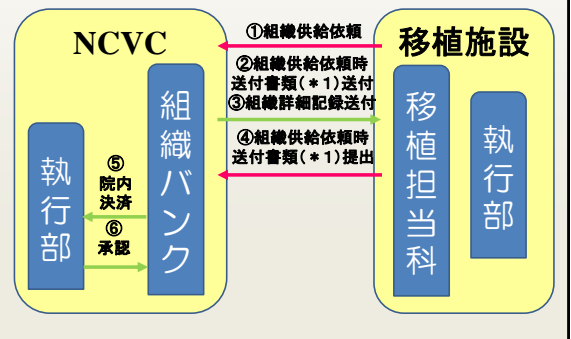 NCVC
執行部
⑤
院内
決済
⑥
承認
組織バンク
①組織供給依頼
②組織供給依頼時
送付書類(*1)送付
③組織詳細記録送付
④組織供給依頼時
送付書類(*1)提出
移植施設
移植担当科
執行部